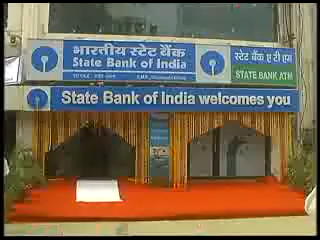 भारतीय स्टेट बैंक
State Bank of India
स्टेट बैंक ए टी एम
STATE BANK ATM
State Bank of India welcomes you